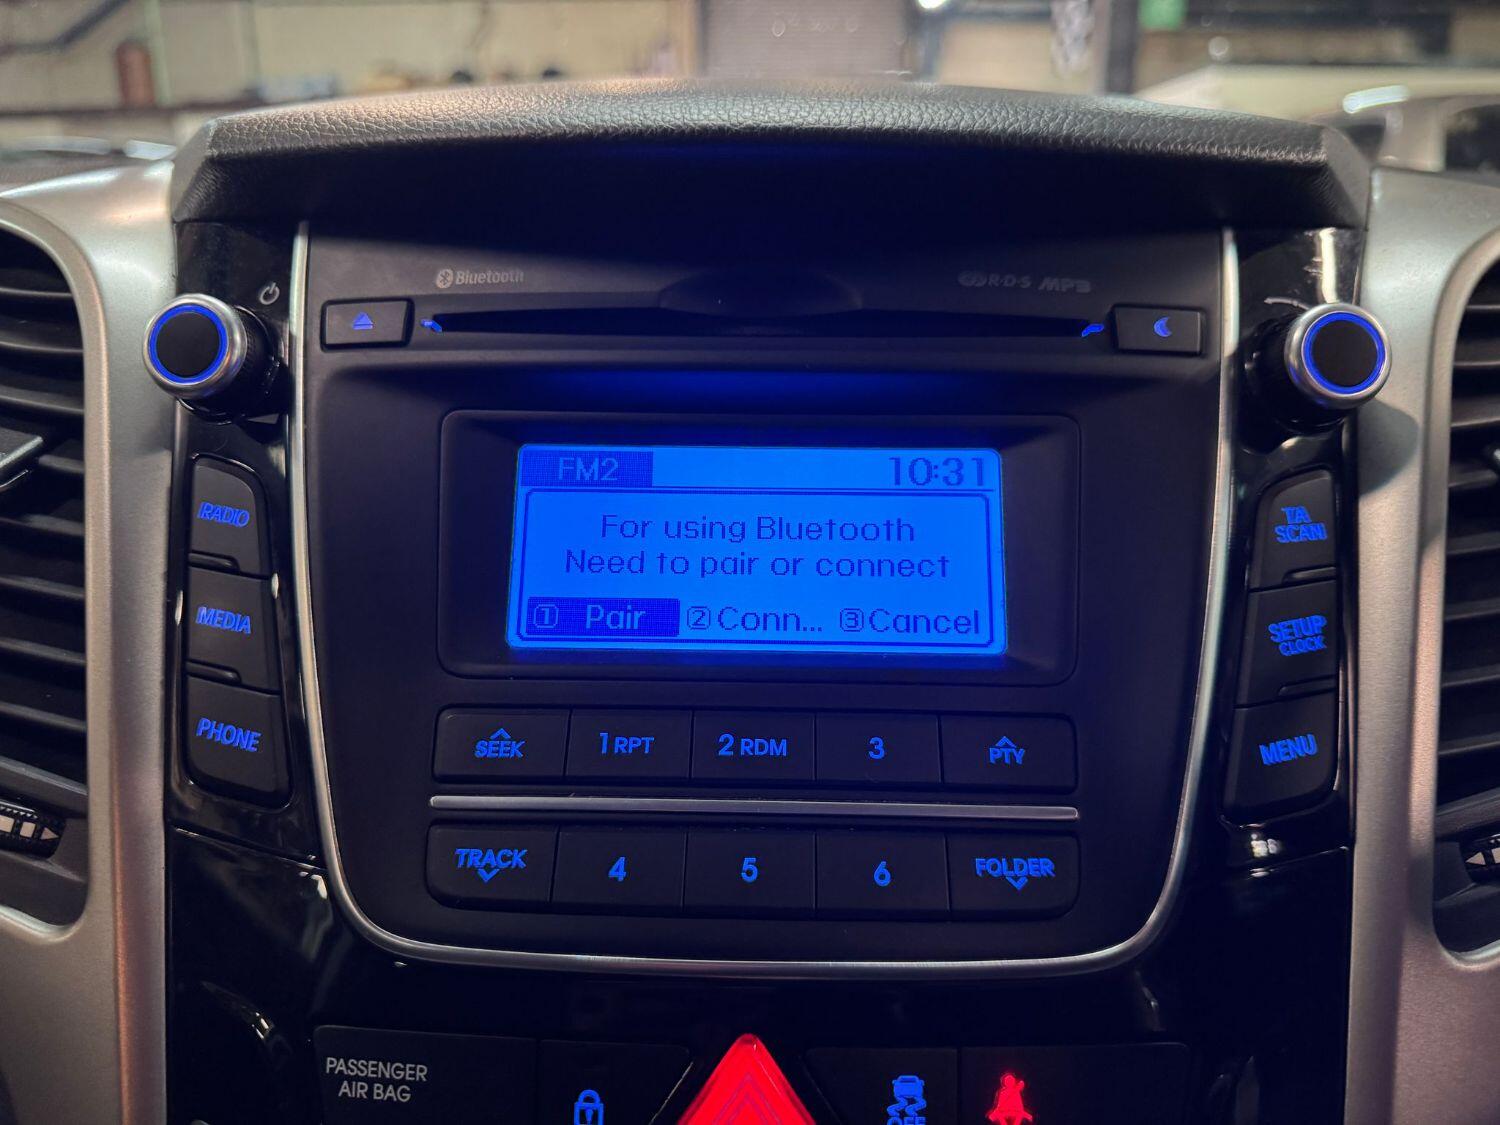 Bluetooth
R·D·S MP3
RADIO
MEDIA
PHONE
FM2 10:31
For using Bluetooth
Need to pair or connect
1 Pair 2 Conn... 3 Cancel
TA
SCAN
SETUP
CLOCK
MENU
SEEK 1 RPT 2 RDM 3 PTY
TRACK 4 5 6 FOLDER
PASSENGER
AIR BAG
OFF